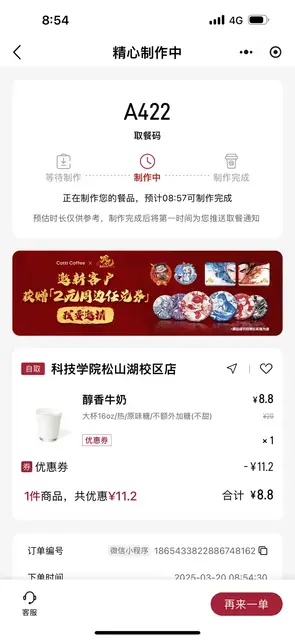 8:54
4G
精心制作中
A422
取餐码
等待制作
制作中
制作完成
正在制作您的餐品，预计08:57可制作完成
预估时长仅供参考，制作完成后将第一时间为您推送取餐通知
Cotti Coffee ×
邀新客户
获赠「2元周边任兑券」
我要邀请
自取 科技学院松山湖校区店
醇香牛奶
¥8.8
大杯16oz/热/原味糖/不额外加糖(不甜)
¥29
优惠券
× 1
券 优惠券
- ¥11.2
1件商品，共优惠¥11.2
合计 ¥8.8
订单编号
微信小程序 1865433822886748162
下单时间
2025-03-20 08:54:30
客服
再来一单